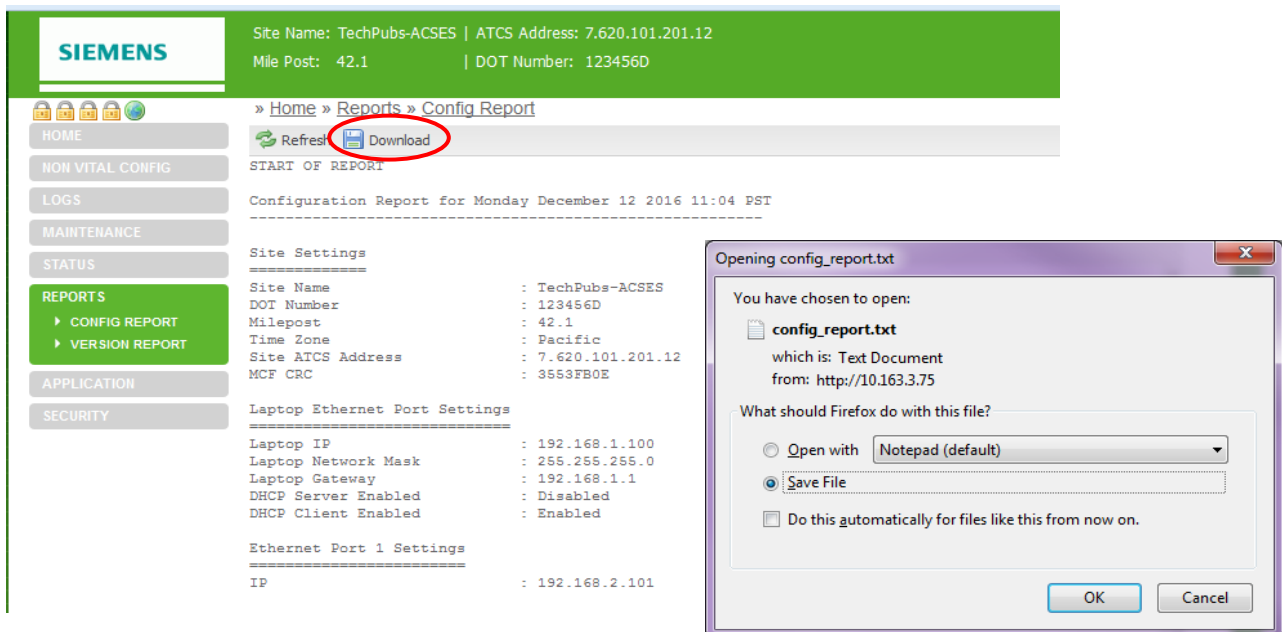 SIEMENS
Site Name: TechPubs-ACSES | ATCS Address: 7.620.101.201.12
Mile Post: 42.1 | DOT Number: 123456D
» Home » Reports » Config Report
Refresh Download
HOME
NON VITAL CONFIG
LOGS
MAINTENANCE
STATUS
REPORTS
CONFIG REPORT
VERSION REPORT
APPLICATION
SECURITY
START OF REPORT
Configuration Report for Monday December 12 2016 11:04 PST
---------------------------------------------------------
Site Settings
=============
Site Name : TechPubs-ACSES
DOT Number : 123456D
Milepost : 42.1
Time Zone : Pacific
Site ATCS Address : 7.620.101.201.12
MCF CRC : 3553FB0E
Laptop Ethernet Port Settings
=============================
Laptop IP : 192.168.1.100
Laptop Network Mask : 255.255.255.0
Laptop Gateway : 192.168.1.1
DHCP Server Enabled : Disabled
DHCP Client Enabled : Enabled
Ethernet Port 1 Settings
========================
IP : 192.168.2.101
Opening config_report.txt
You have chosen to open:
config_report.txt
which is: Text Document
from: http://10.163.3.75
What should Firefox do with this file?
Open with Notepad (default)
Save File
Do this automatically for files like this from now on.
OK Cancel